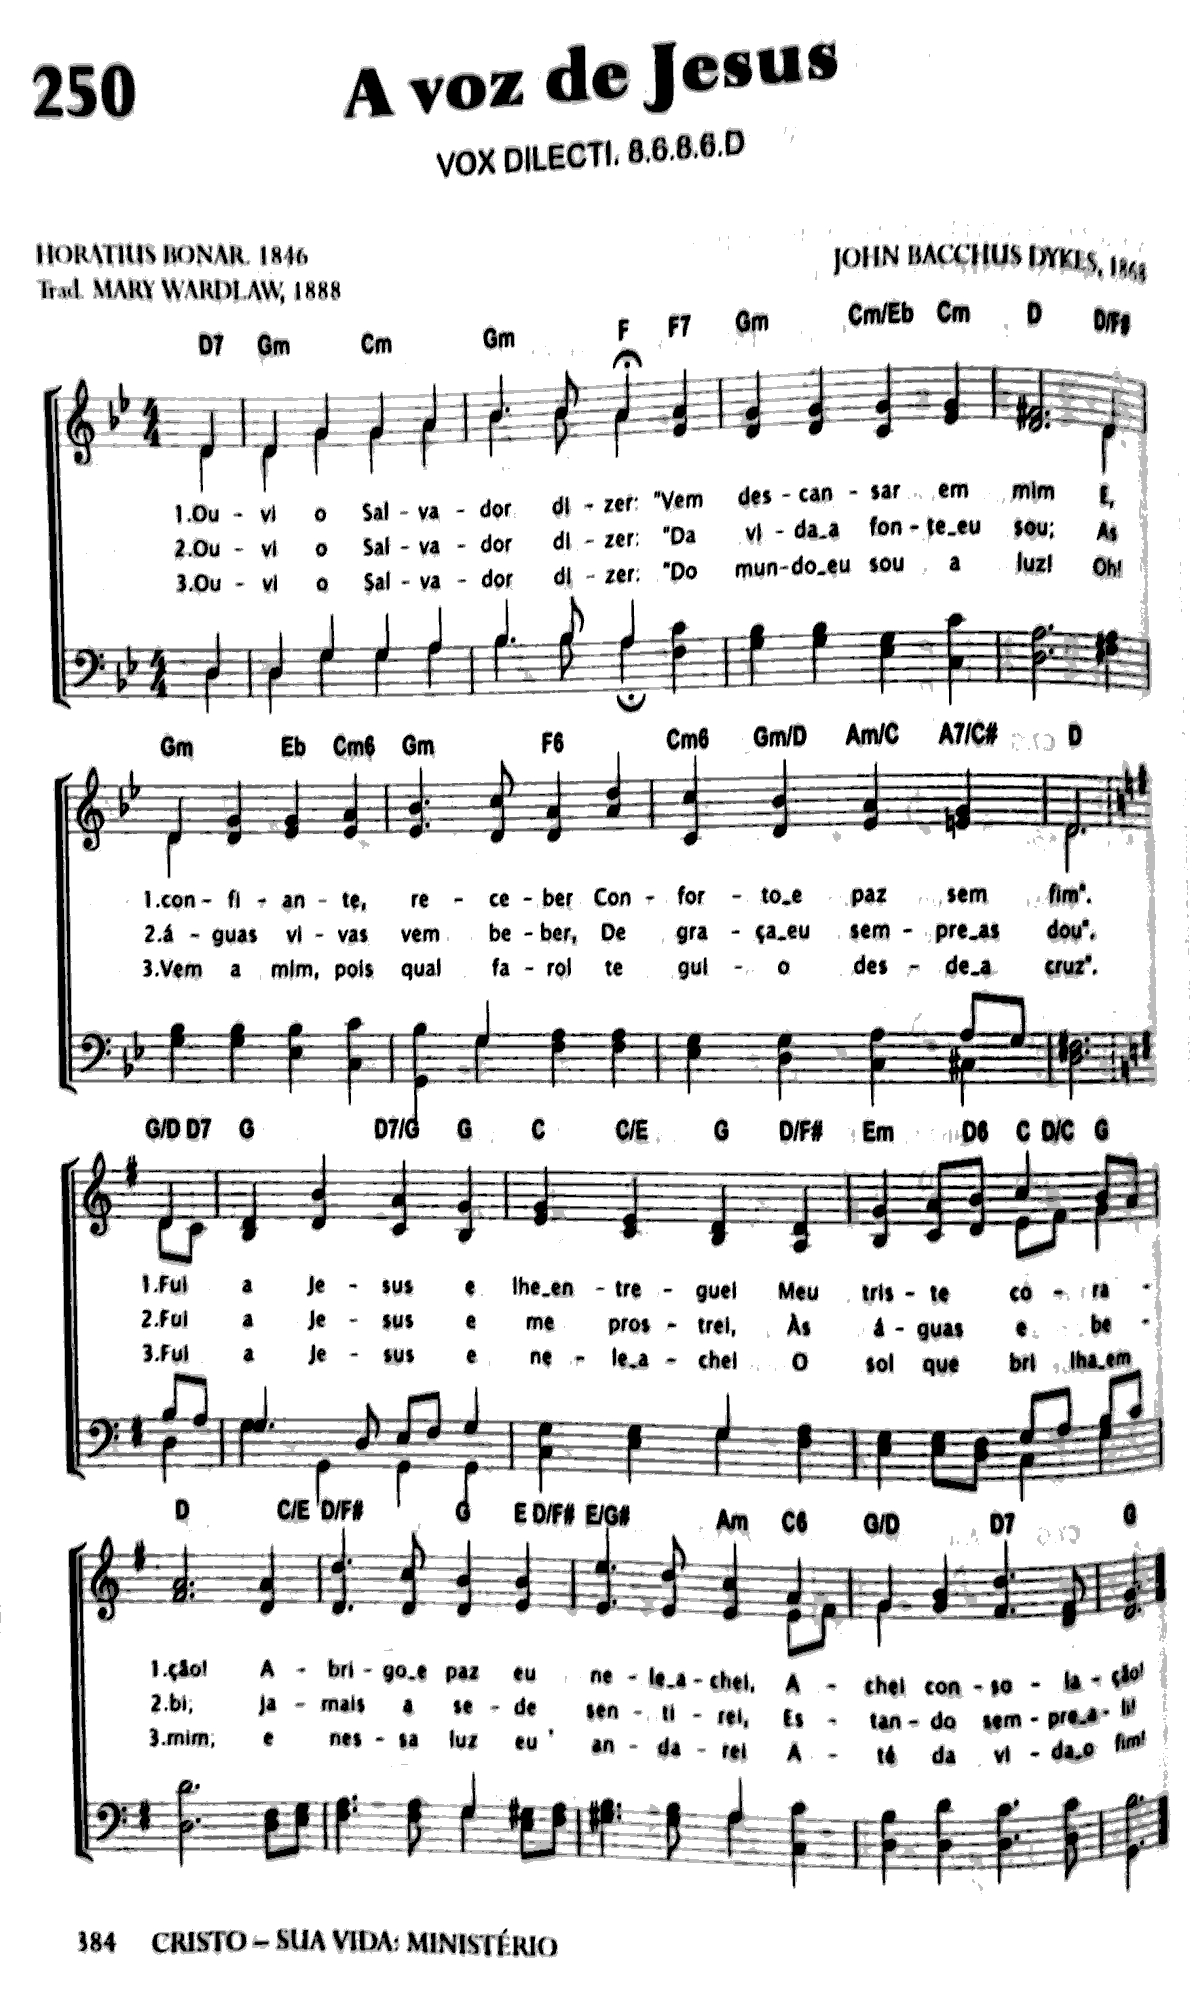 250
A voz de Jesus
VOX DILECTI. 8.6.8.6.D
HORATIUS BONAR. 1846
Trad. MARY WARDLAW, 1888
JOHN BACCHUS DYKES, 1868
D7 Gm Cm Gm F F7 Gm Cm/Eb Cm D D/F#
1.Ou - vi o Sal - va - dor di - zer: "Vem des - can - sar em mim E,
2.Ou - vi o Sal - va - dor di - zer: "Da vi - da_a fon - te_eu sou; As
3.Ou - vi o Sal - va - dor di - zer: "Do mun-do_eu sou a luz! Oh!
Gm Eb Cm6 Gm F6 Cm6 Gm/D Am/C A7/C# D
1.con - fi - an - te, re - ce - ber Con - for - to_e paz sem fim".
2.á - guas vi - vas vem be - ber, De gra - ça_eu sem - pre_as dou".
3.Vem a mim, pois qual fa - rol te gui - o des - de_a cruz".
G/D D7 G D7/G G C C/E G D/F# Em D6 C D/C G
1.Fui a Je - sus e lhe_en - tre - guei Meu tris - te co - ra -
2.Fui a Je - sus e me pros - trei, Às á - guas e be -
3.Fui a Je - sus e ne - le_a - chei O sol que bri lha_em
D C/E D/F# G E D/F# E/G# Am C6 G/D D7 G
1.ção! A - bri - go_e paz eu ne - le_a - chei, A - chei con - so - la - ção!
2.bi; Ja - mais a se - de sen - ti - rei, Es - tan - do sem - pre_a - li!
3.mim; e nes - sa luz eu ' an - da - rei A - té da vi - da_o fim!
384 CRISTO – SUA VIDA: MINISTÉRIO